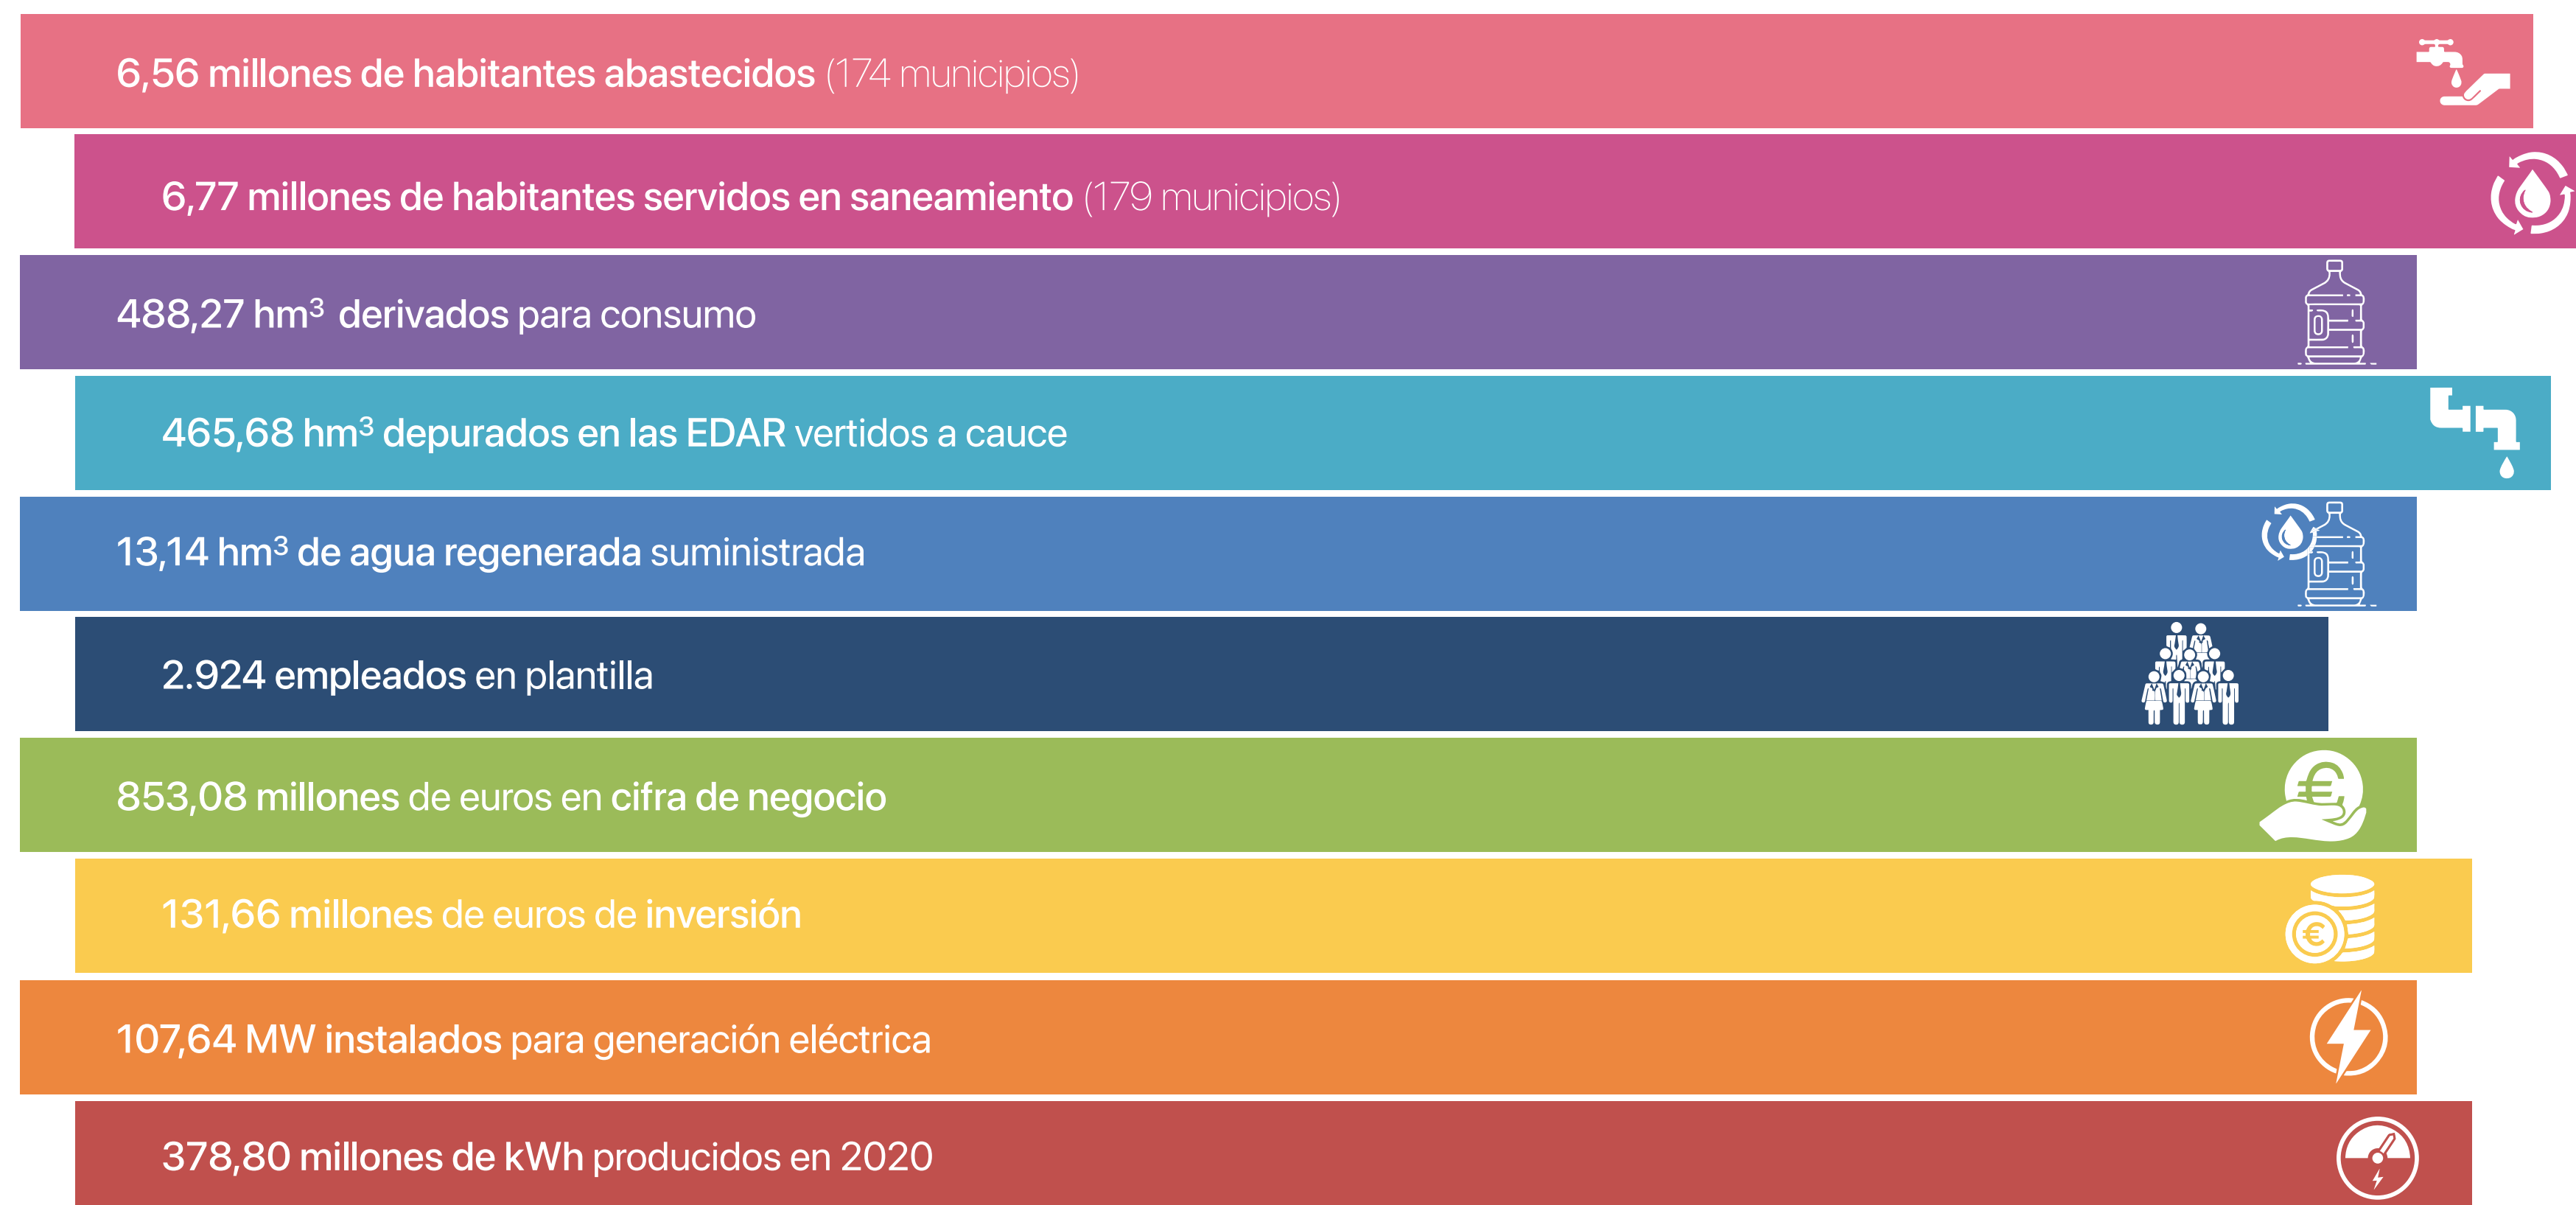 6,56 millones de habitantes abastecidos (174 municipios)
6,77 millones de habitantes servidos en saneamiento (179 municipios)
488,27 hm³ derivados para consumo
465,68 hm³ depurados en las EDAR vertidos a cauce
13,14 hm³ de agua regenerada suministrada
2.924 empleados en plantilla
853,08 millones de euros en cifra de negocio
131,66 millones de euros de inversión
107,64 MW instalados para generación eléctrica
378,80 millones de kWh producidos en 2020